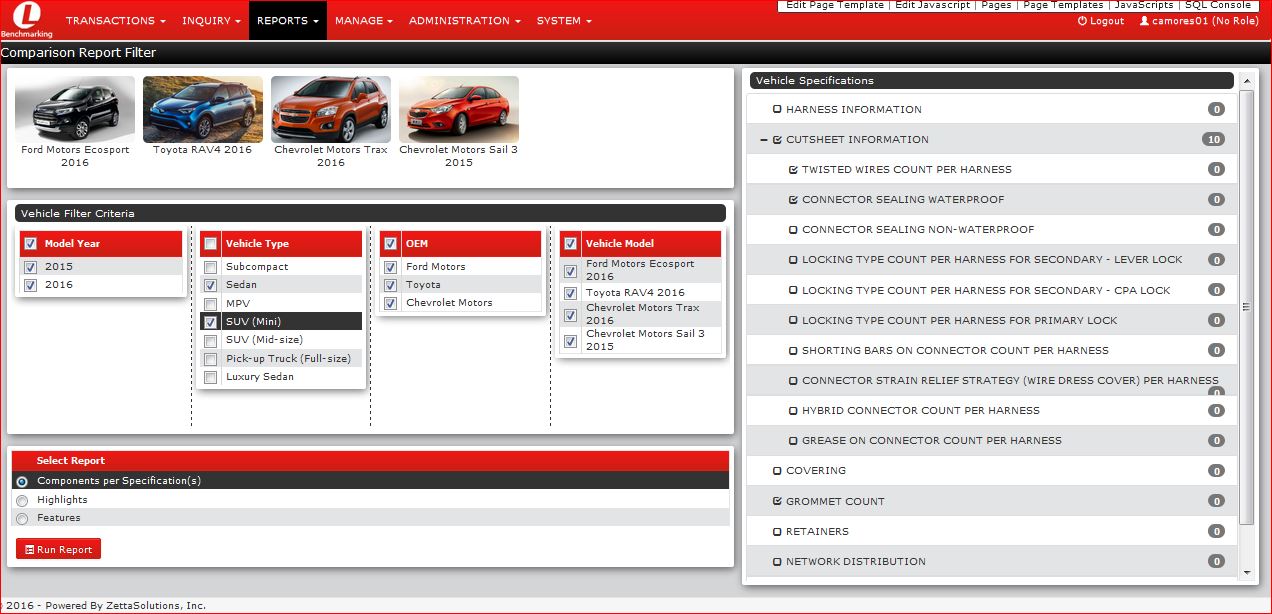 L
Benchmarking
TRANSACTIONS INQUIRY REPORTS MANAGE ADMINISTRATION SYSTEM
Edit Page Template | Edit Javascript | Pages | Page Templates | JavaScripts | SQL Console
Logout camores01 (No Role)
Comparison Report Filter
Ford Motors Ecosport
2016
Toyota RAV4 2016
Chevrolet Motors Trax
2016
Chevrolet Motors Sail 3
2015
Vehicle Filter Criteria
Model Year
2015
2016
Vehicle Type
Subcompact
Sedan
MPV
SUV (Mini)
SUV (Mid-size)
Pick-up Truck (Full-size)
Luxury Sedan
OEM
Ford Motors
Toyota
Chevrolet Motors
Vehicle Model
Ford Motors Ecosport
2016
Toyota RAV4 2016
Chevrolet Motors Trax
2016
Chevrolet Motors Sail 3
2015
Select Report
Components per Specification(s)
Highlights
Features
Run Report
Vehicle Specifications
HARNESS INFORMATION 0
CUTSHEET INFORMATION 10
TWISTED WIRES COUNT PER HARNESS 0
CONNECTOR SEALING WATERPROOF 0
CONNECTOR SEALING NON-WATERPROOF 0
LOCKING TYPE COUNT PER HARNESS FOR SECONDARY - LEVER LOCK 0
LOCKING TYPE COUNT PER HARNESS FOR SECONDARY - CPA LOCK 0
LOCKING TYPE COUNT PER HARNESS FOR PRIMARY LOCK 0
SHORTING BARS ON CONNECTOR COUNT PER HARNESS 0
CONNECTOR STRAIN RELIEF STRATEGY (WIRE DRESS COVER) PER HARNESS
0
HYBRID CONNECTOR COUNT PER HARNESS 0
GREASE ON CONNECTOR COUNT PER HARNESS 0
COVERING 0
GROMMET COUNT 0
RETAINERS 0
NETWORK DISTRIBUTION 0
© 2016 - Powered By ZettaSolutions, Inc.